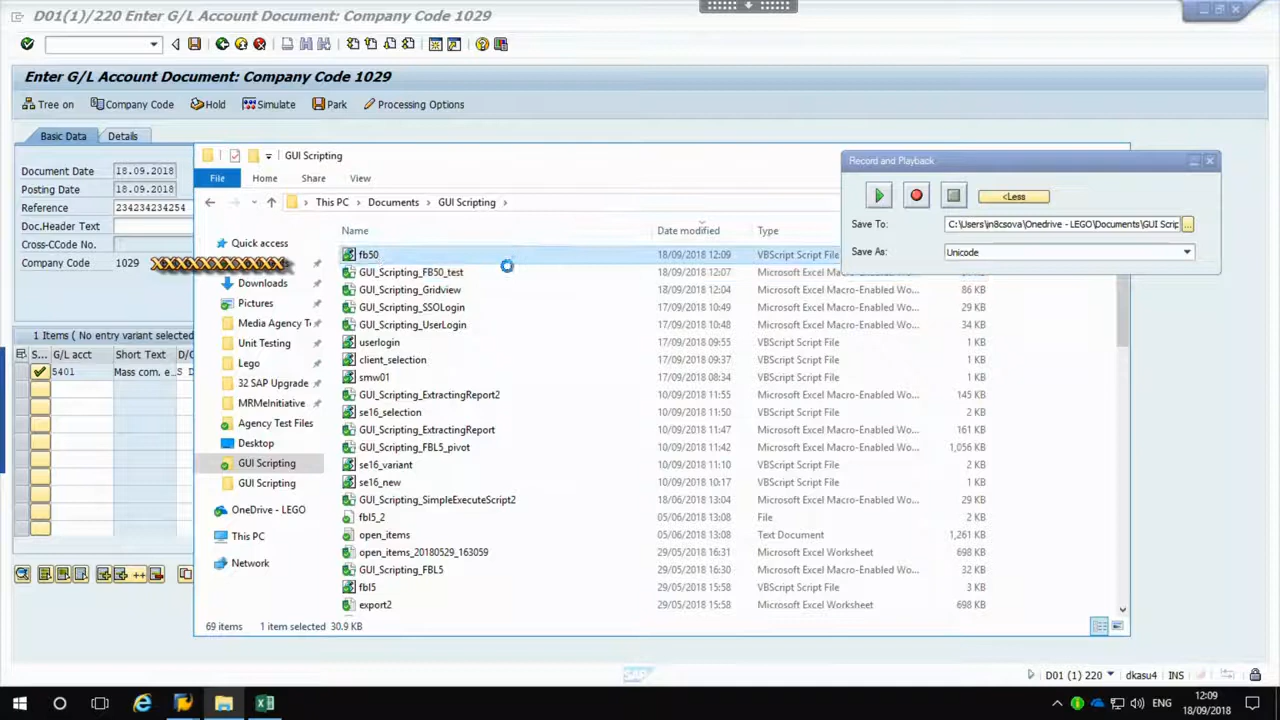 D01(1)/220 Enter G/L Account Document: Company Code 1029
Enter G/L Account Document: Company Code 1029
Tree on Company Code Hold Simulate Park Processing Options
Basic Data Details
Document Date 18.09.2018
Posting Date 18.09.2018
Reference 234234234254
Doc.Header Text
Cross-CCode No.
Company Code 1029 XXXXXXXXXXXX
1 Items ( No entry variant selected
S... G/L acct Short Text D/C
5401 Mass com. e... S D
GUI Scripting
File Home Share View
This PC Documents GUI Scripting
Quick access
Downloads
Pictures
Media Agency T
Unit Testing
Lego
32 SAP Upgrade
MRMeInitiative
Agency Test Files
Desktop
GUI Scripting
GUI Scripting
OneDrive - LEGO
This PC
Network
Name Date modified Type
fb50 18/09/2018 12:09 VBScript Script File
GUI_Scripting_FB50_test 18/09/2018 12:07 Microsoft Excel Macro-Enabled Wo...
GUI_Scripting_Gridview 18/09/2018 12:04 Microsoft Excel Macro-Enabled Wo... 86 KB
GUI_Scripting_SSOLogin 17/09/2018 10:49 Microsoft Excel Macro-Enabled Wo... 29 KB
GUI_Scripting_UserLogin 17/09/2018 10:48 Microsoft Excel Macro-Enabled Wo... 34 KB
userlogin 17/09/2018 09:55 VBScript Script File 1 KB
client_selection 17/09/2018 09:37 VBScript Script File 1 KB
smw01 17/09/2018 08:34 VBScript Script File 1 KB
GUI_Scripting_ExtractingReport2 10/09/2018 11:55 Microsoft Excel Macro-Enabled Wo... 145 KB
se16_selection 10/09/2018 11:50 VBScript Script File 2 KB
GUI_Scripting_ExtractingReport 10/09/2018 11:47 Microsoft Excel Macro-Enabled Wo... 101 KB
GUI_Scripting_FBL5_pivot 10/09/2018 11:42 Microsoft Excel Macro-Enabled Wo... 1,056 KB
se16_variant 10/09/2018 11:10 VBScript Script File 2 KB
se16_new 10/09/2018 10:17 VBScript Script File 1 KB
GUI_Scripting_SimpleExecuteScript2 18/06/2018 13:04 Microsoft Excel Macro-Enabled Wo... 29 KB
fbl5_2 05/06/2018 13:08 File 2 KB
open_items 05/06/2018 13:08 Text Document 1,261 KB
open_items_20180529_163059 29/05/2018 16:31 Microsoft Excel Worksheet 698 KB
GUI_Scripting_FBL5 29/05/2018 16:30 Microsoft Excel Macro-Enabled Wo... 32 KB
fbl5 29/05/2018 15:58 VBScript Script File 3 KB
export2 29/05/2018 15:58 Microsoft Excel Worksheet 698 KB
69 items 1 item selected 30.9 KB
Record and Playback
<Less
Save To: C:\Users\in8csova\Onedrive - LEGO\Documents\GUI Scrip ...
Save As: Unicode
SAP
D01 (1) 220 dkasu4 INS
ENG 12:09
18/09/2018